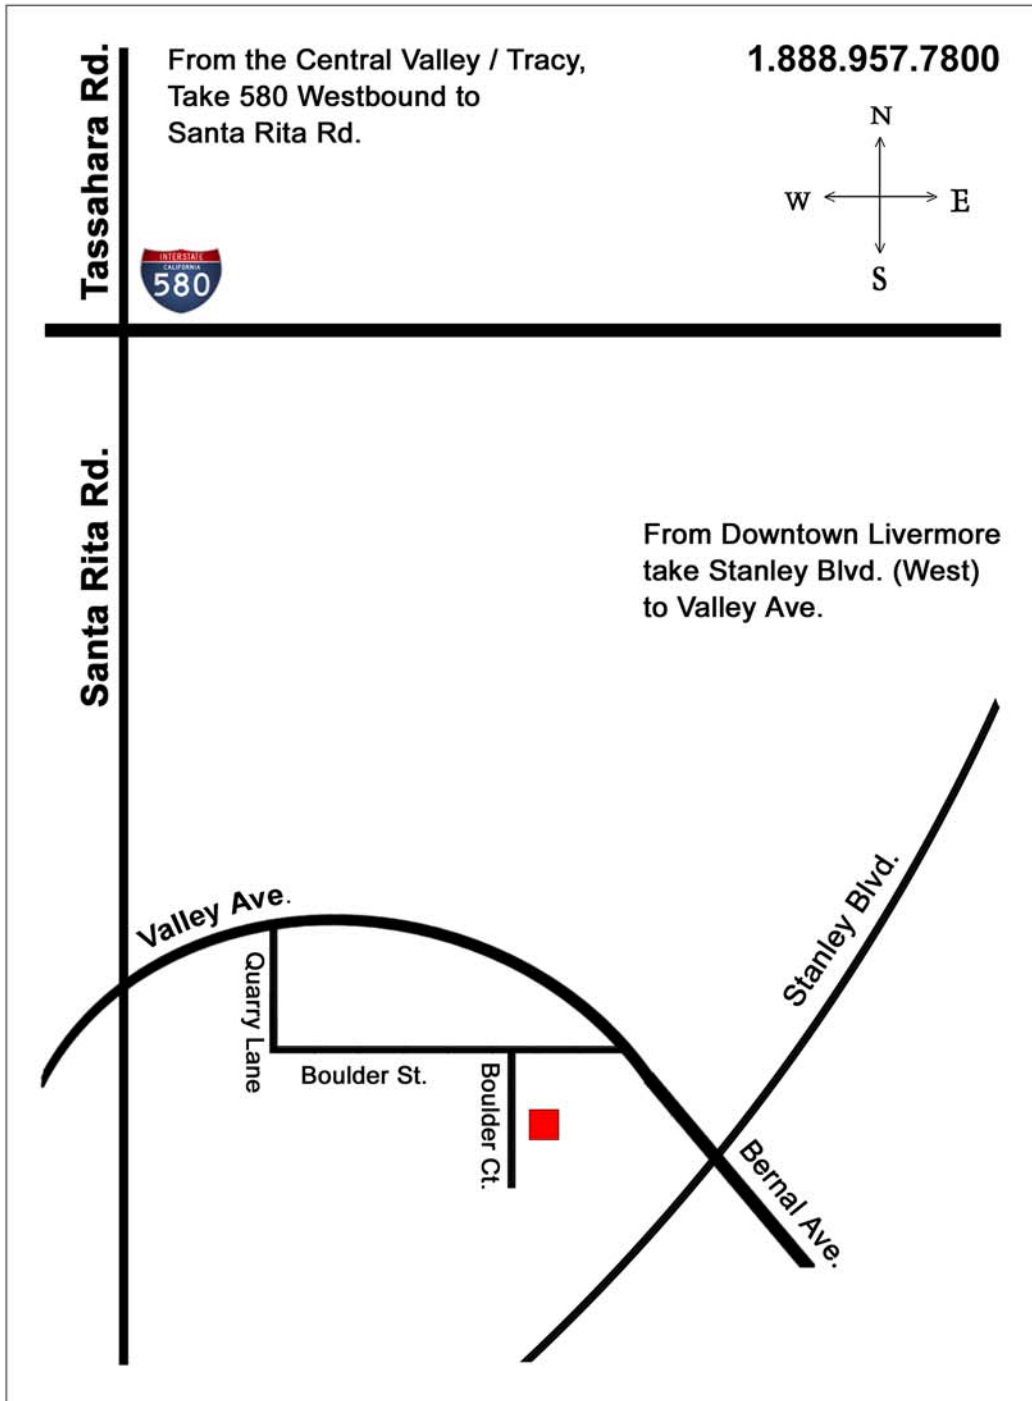 Tassahara Rd.
From the Central Valley / Tracy,
Take 580 Westbound to
Santa Rita Rd.
1.888.957.7800
N
W
E
S
INTERSTATE
CALIFORNIA
580
Santa Rita Rd.
From Downtown Livermore
take Stanley Blvd. (West)
to Valley Ave.
Valley Ave.
Stanley Blvd.
Quarry Lane
Boulder St.
Boulder Ct.
Bernal Ave.